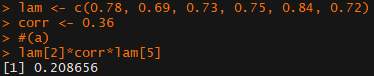 > lam <- c(0.78, 0.69, 0.73, 0.75, 0.84, 0.72)
> corr <- 0.36
> #(a)
> lam[2]*corr*lam[5]
[1] 0.208656